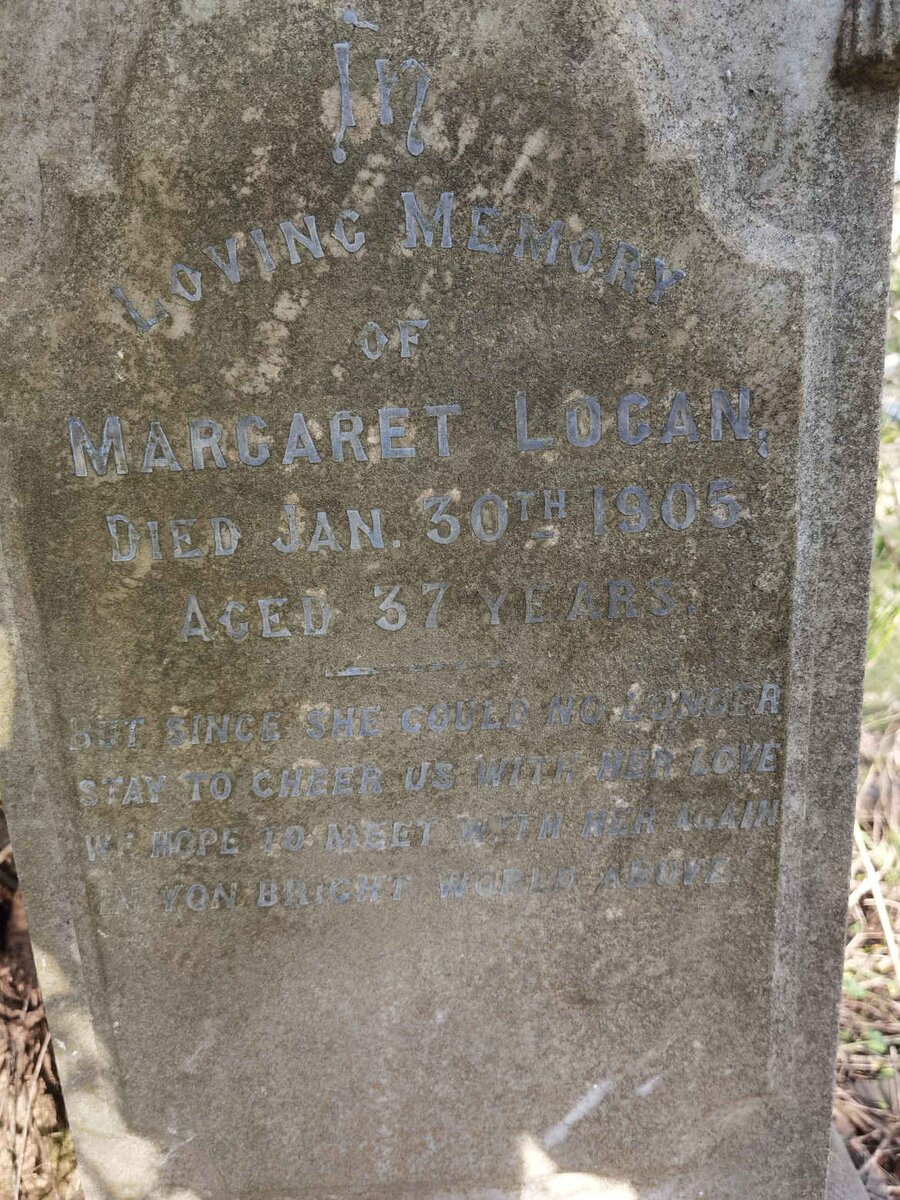 In
LOVING MEMORY
OF
MARGARET LOGAN,
DIED JAN. 30TH 1905
AGED 37 YEARS.
BUT SINCE SHE COULD NO LONGER
STAY TO CHEER US WITH HER LOVE
WE HOPE TO MEET WITH HER AGAIN
IN YON BRIGHT WORLD ABOVE